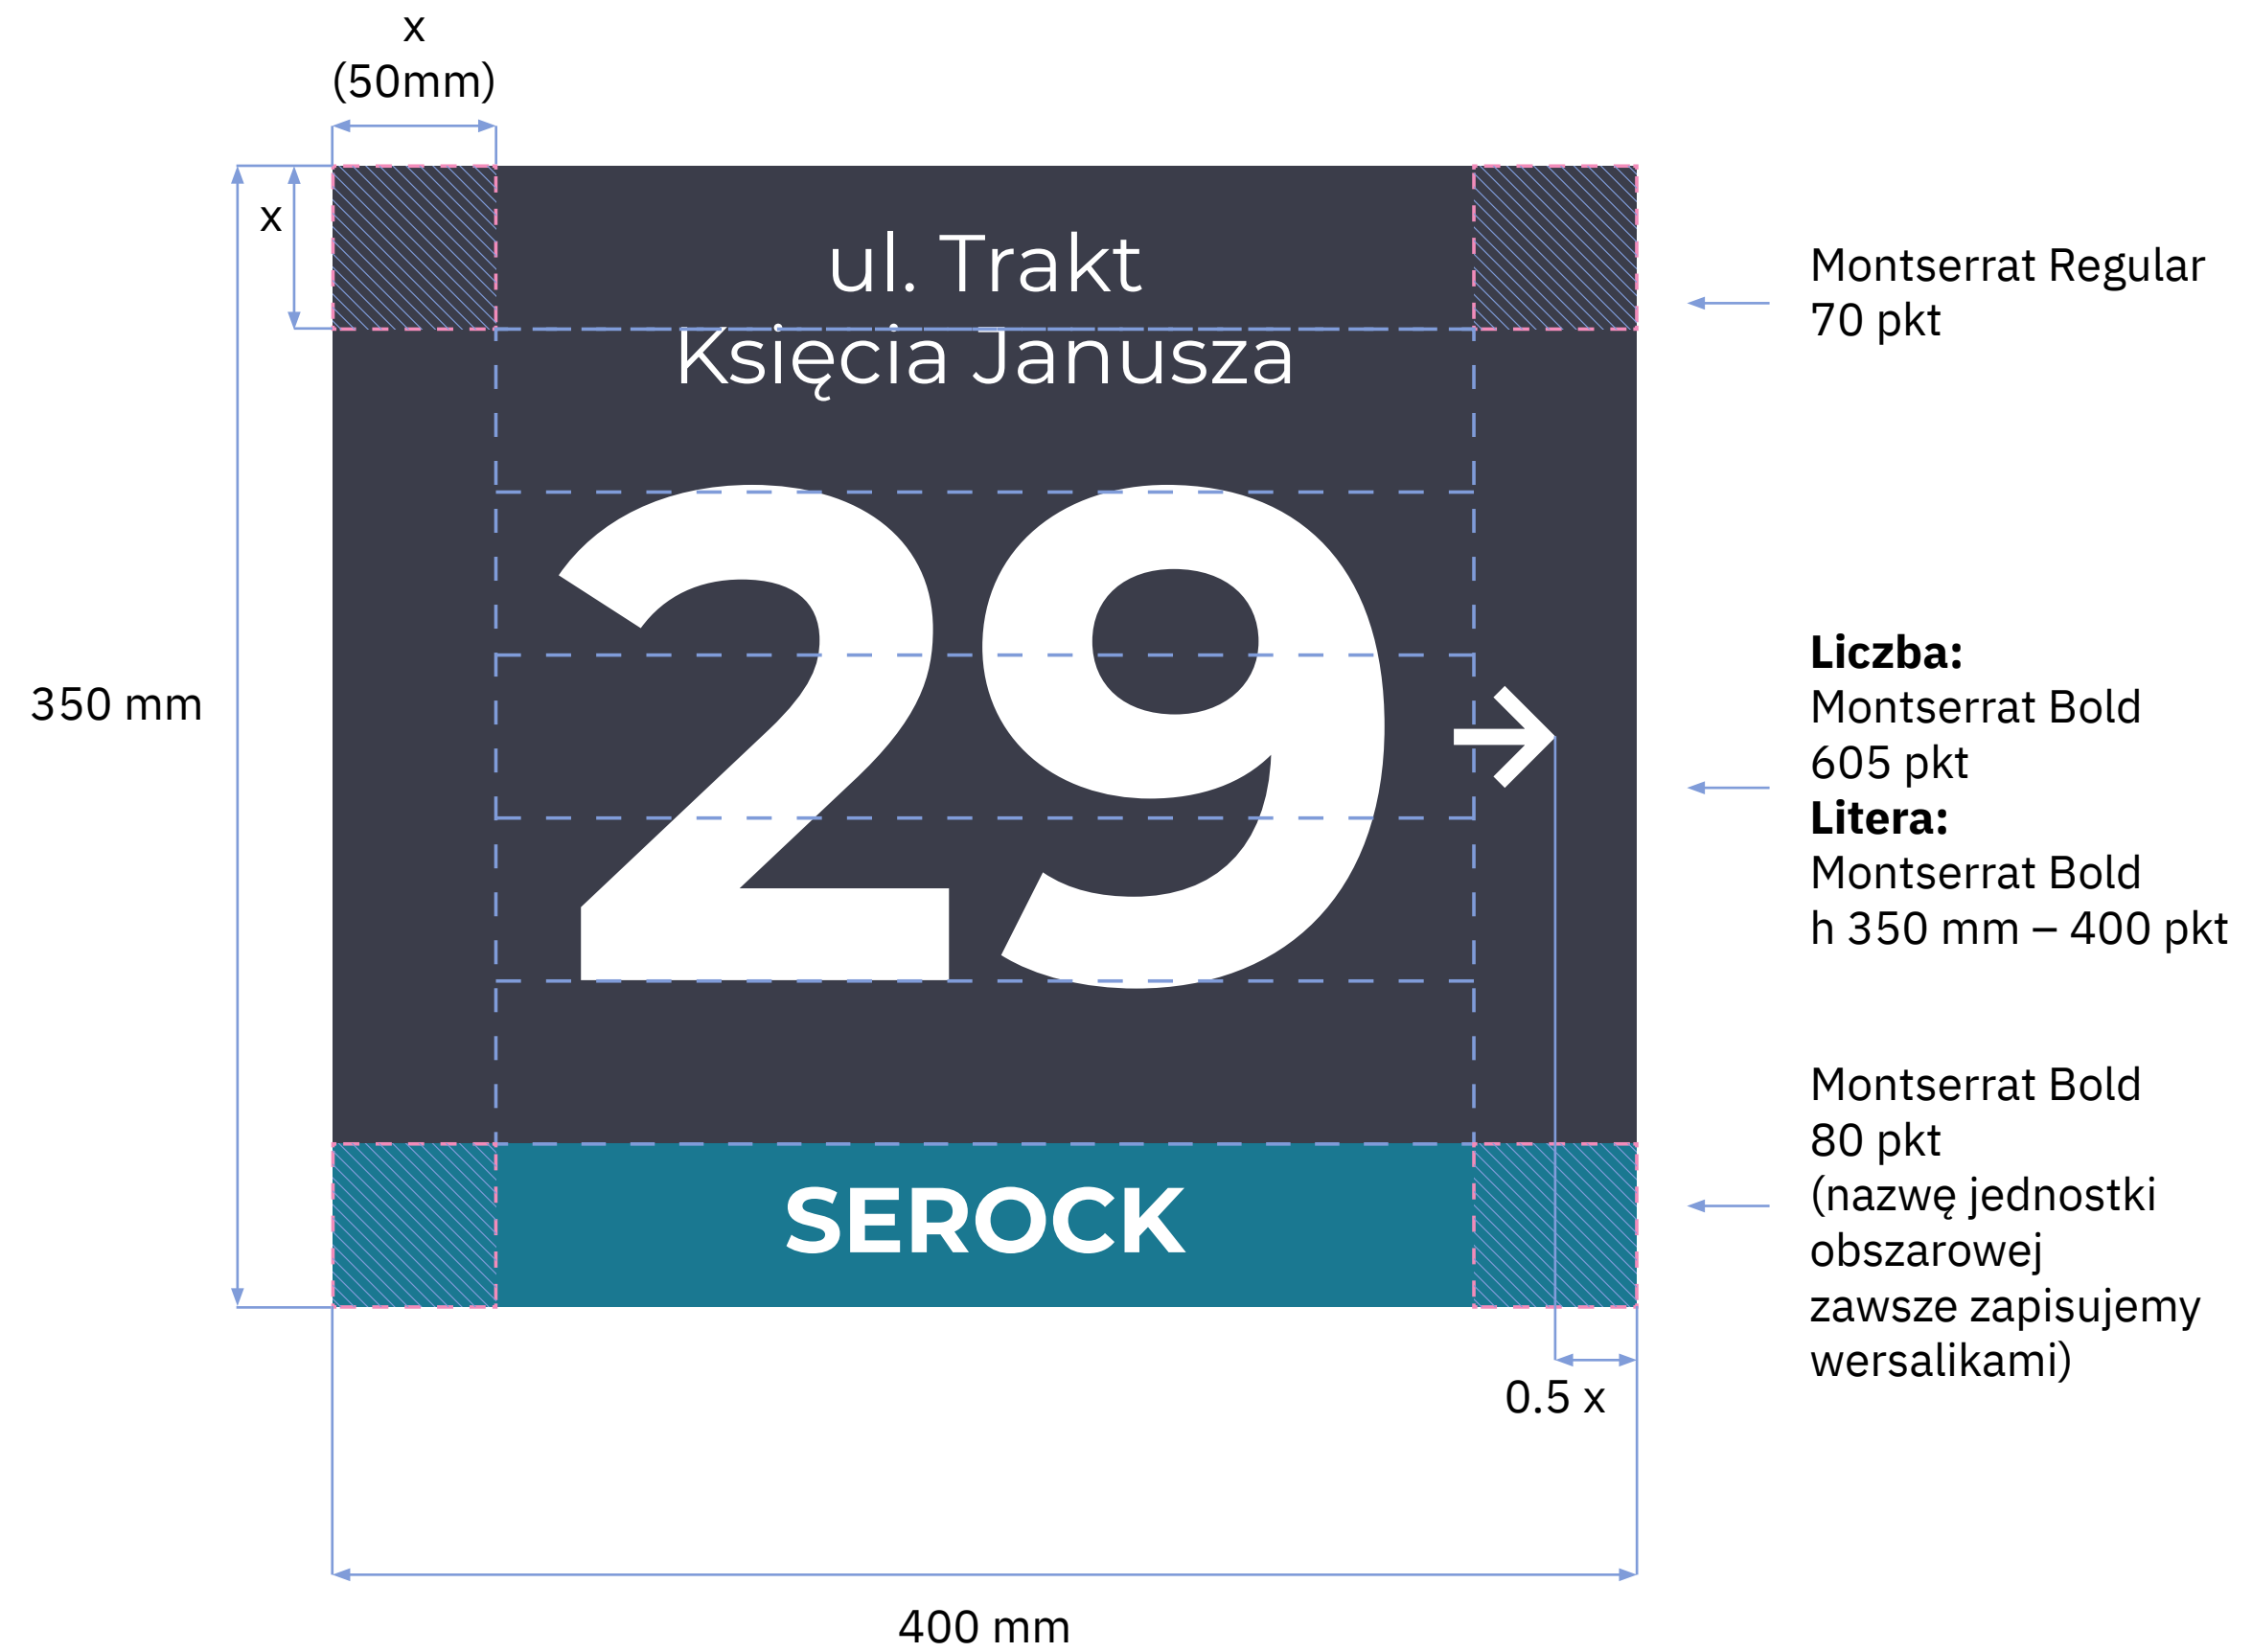 x
(50mm)
x
ul. Trakt
Księcia Janusza
Montserrat Regular
70 pkt
350 mm
29
Liczba:
Montserrat Bold
605 pkt
Litera:
Montserrat Bold
h 350 mm – 400 pkt
SEROCK
Montserrat Bold
80 pkt
(nazwę jednostki
obszarowej
zawsze zapisujemy
wersalikami)
0.5 x
400 mm